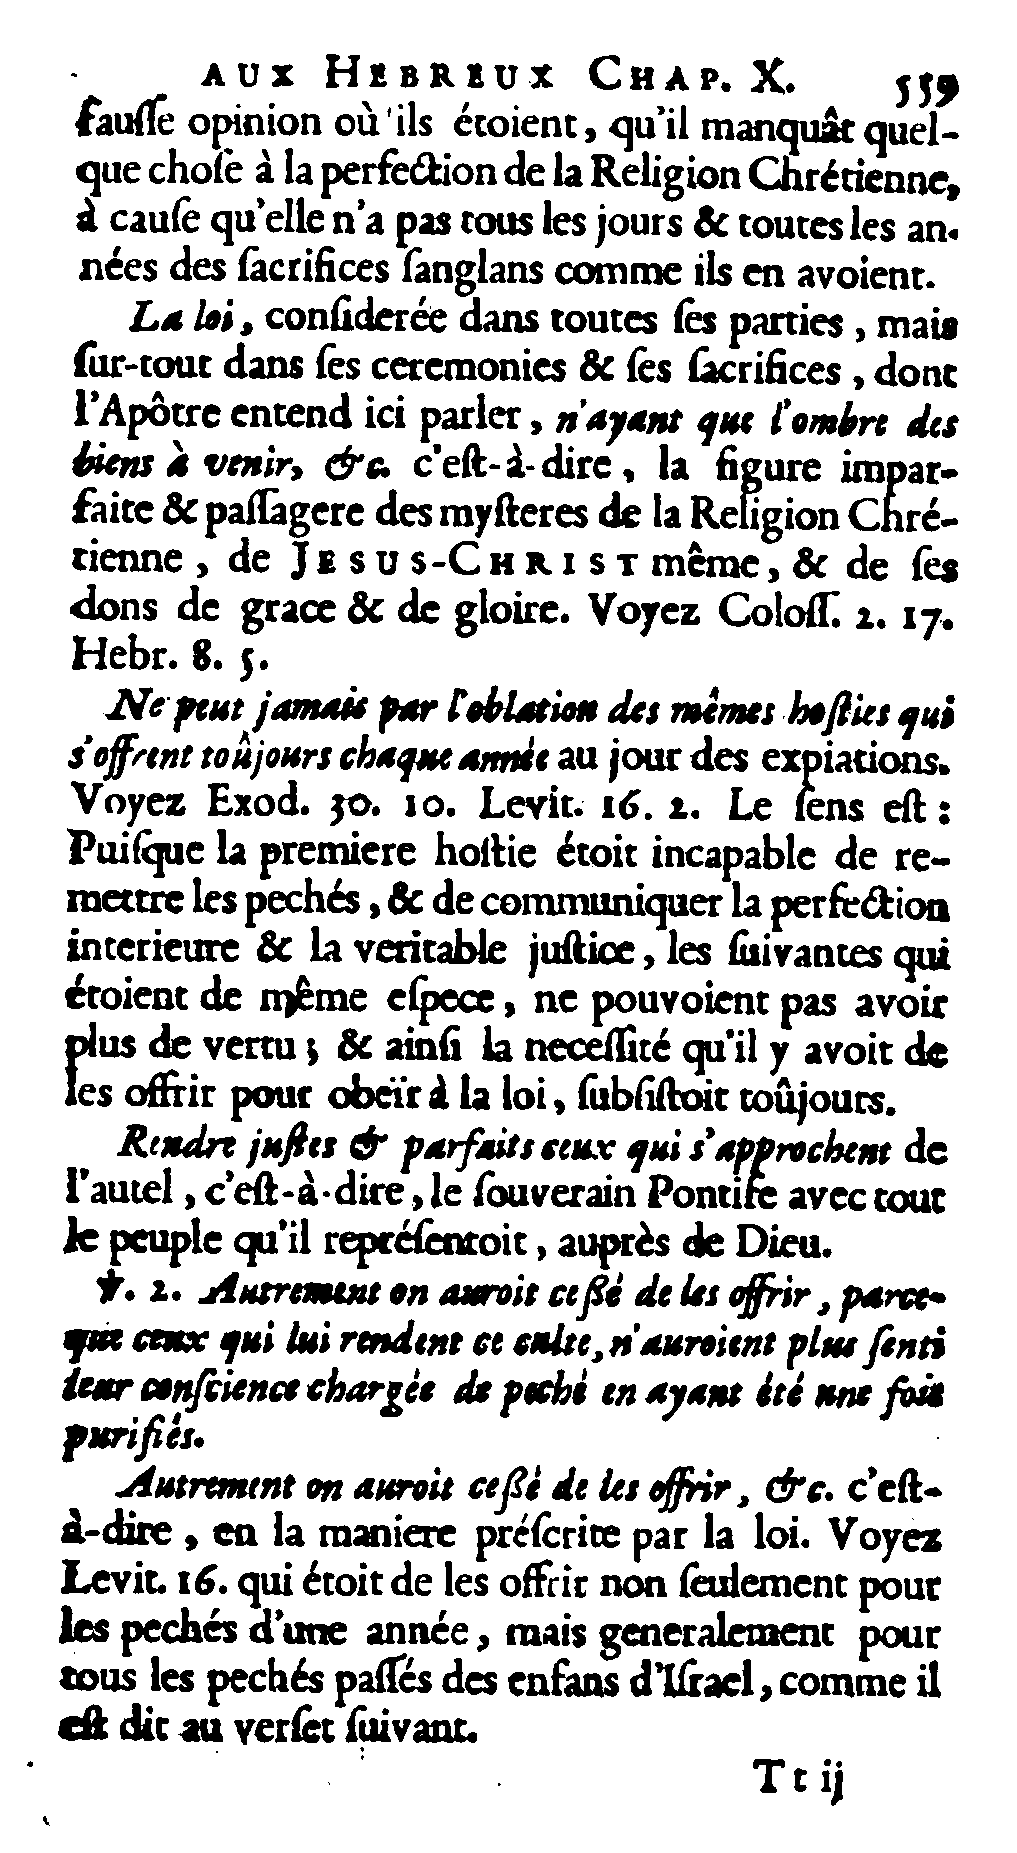 AUX HEBREUX CHAP. X. 559
fauſſe opinion où ils étoient, qu'il manquât quel-
que choſe à la perfection de la Religion Chrétienne,
à cauſe qu'elle n'a pas tous les jours & toutes les an-
nées des ſacrifices ſanglans comme ils en avoient.
La loi, conſiderée dans toutes ſes parties, mais
ſur-tout dans ſes ceremonies & ſes ſacrifices, dont
l'Apôtre entend ici parler, n'ayant que l'ombre des
biens à venir, &c. c'eſt-à-dire, la figure impar-
faite & paſſagere des myſteres de la Religion Chré-
tienne, de JESUS-CHRIST même, & de ſes
dons de grace & de gloire. Voyez Coloſſ. 2. 17.
Hebr. 8. 5.
Ne peut jamais par l'oblation des mêmes hoſties qui
s'offrent toûjours chaque année au jour des expiations.
Voyez Exod. 30. 10. Levit. 16. 2. Le ſens eſt :
Puiſque la premiere hoſtie étoit incapable de re-
mettre les pechés, & de communiquer la perfection
interieure & la veritable juſtice, les ſuivantes qui
étoient de même eſpece, ne pouvoient pas avoir
plus de vertu ; & ainſi la neceſſité qu'il y avoit de
les offrir pour obeïr à la loi, ſubſiſtoit toûjours.
Rendre juſtes & parfaits ceux qui s'approchent de
l'autel, c'eſt-à-dire, le ſouverain Pontife avec tout
le peuple qu'il repréſentoit, auprès de Dieu.
℣. 2. Autrement on auroit ceßé de les offrir, parce-
que ceux qui lui rendent ce culte, n'auroient plus ſenti
leur conſcience chargée de peché en ayant été une fois
purifiés.
Autrement on auroit ceßé de les offrir, &c. c'eſt-
à-dire, en la maniere préſcrite par la loi. Voyez
Levit. 16. qui étoit de les offrir non ſeulement pour
les pechés d'une année, mais generalement pour
tous les pechés paſſés des enfans d'Iſrael, comme il
eſt dit au verſet ſuivant.
T t ij